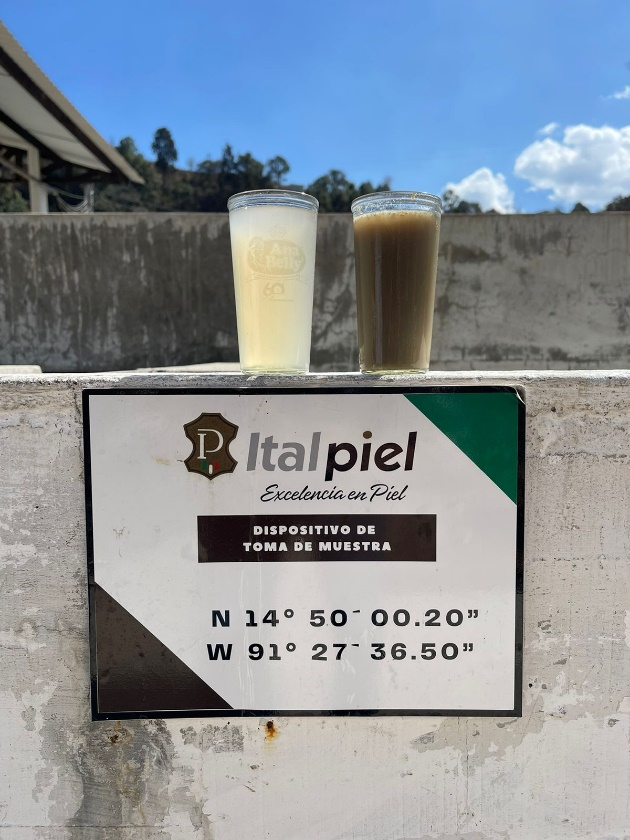 P
Italpiel
Excelencia en Piel
DISPOSITIVO DE
TOMA DE MUESTRA
N 14° 50´ 00.20”
W 91° 27´ 36.50”